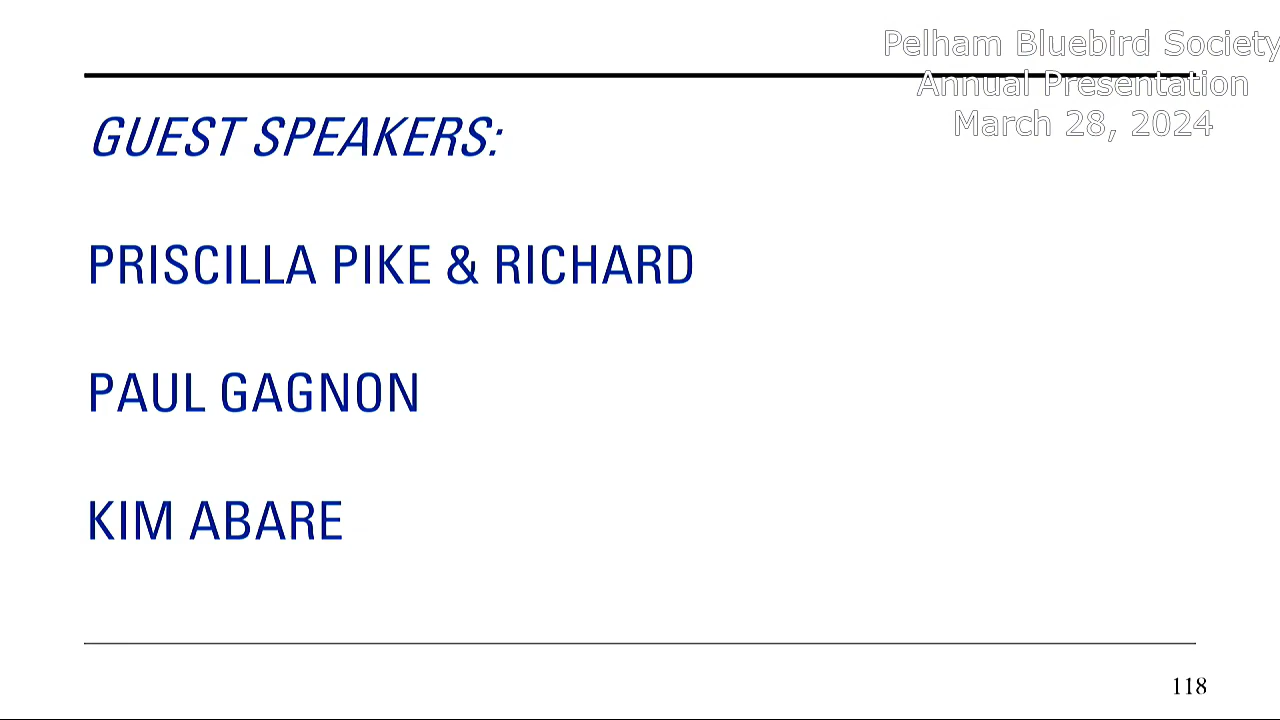 Pelham Bluebird Society
Annual Presentation
March 28, 2024
GUEST SPEAKERS:
PRISCILLA PIKE & RICHARD
PAUL GAGNON
KIM ABARE
118